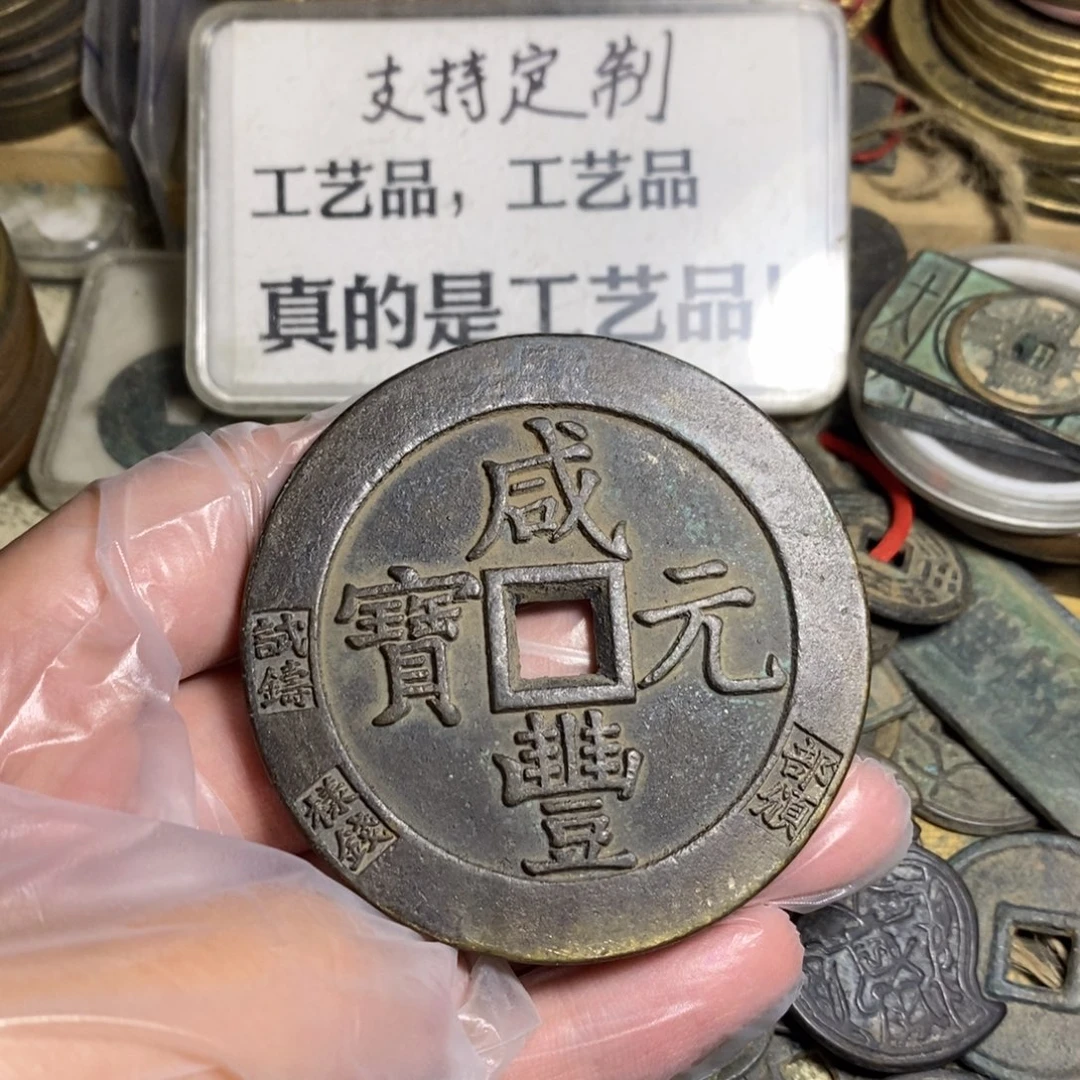 支持定制
工艺品，工艺品
真的是工艺品！
咸豐元寶
試鑄